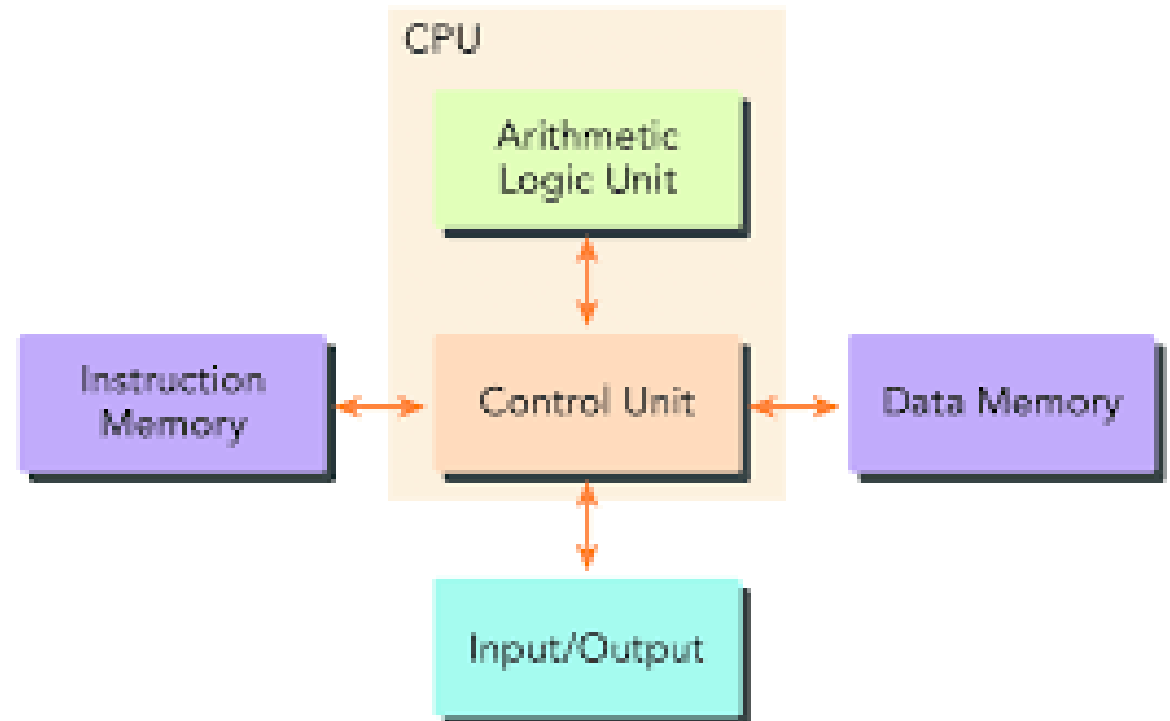 CPU
Arithmetic
Logic Unit
Instruction
Memory
Control Unit
Data Memory
Input/Output